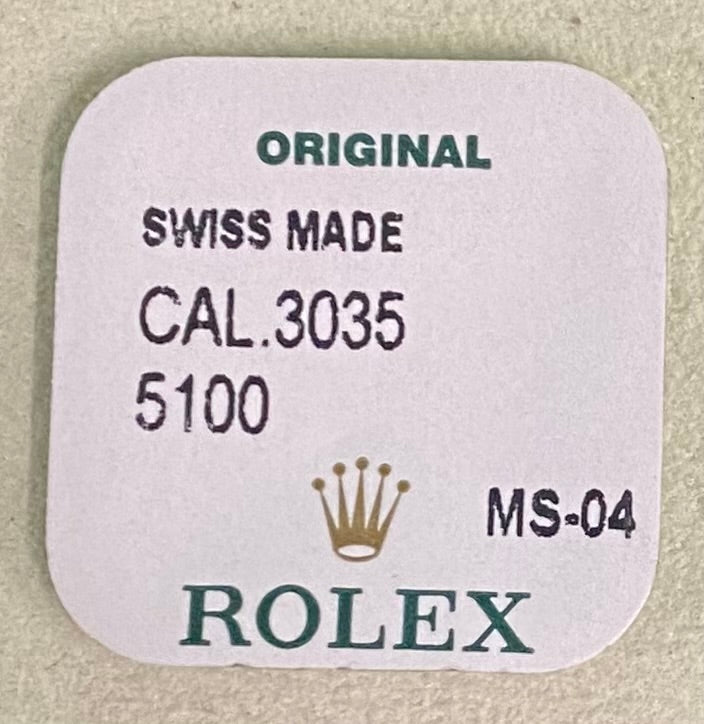 ORIGINAL
SWISS MADE
CAL.3035
5100
MS-04
ROLEX